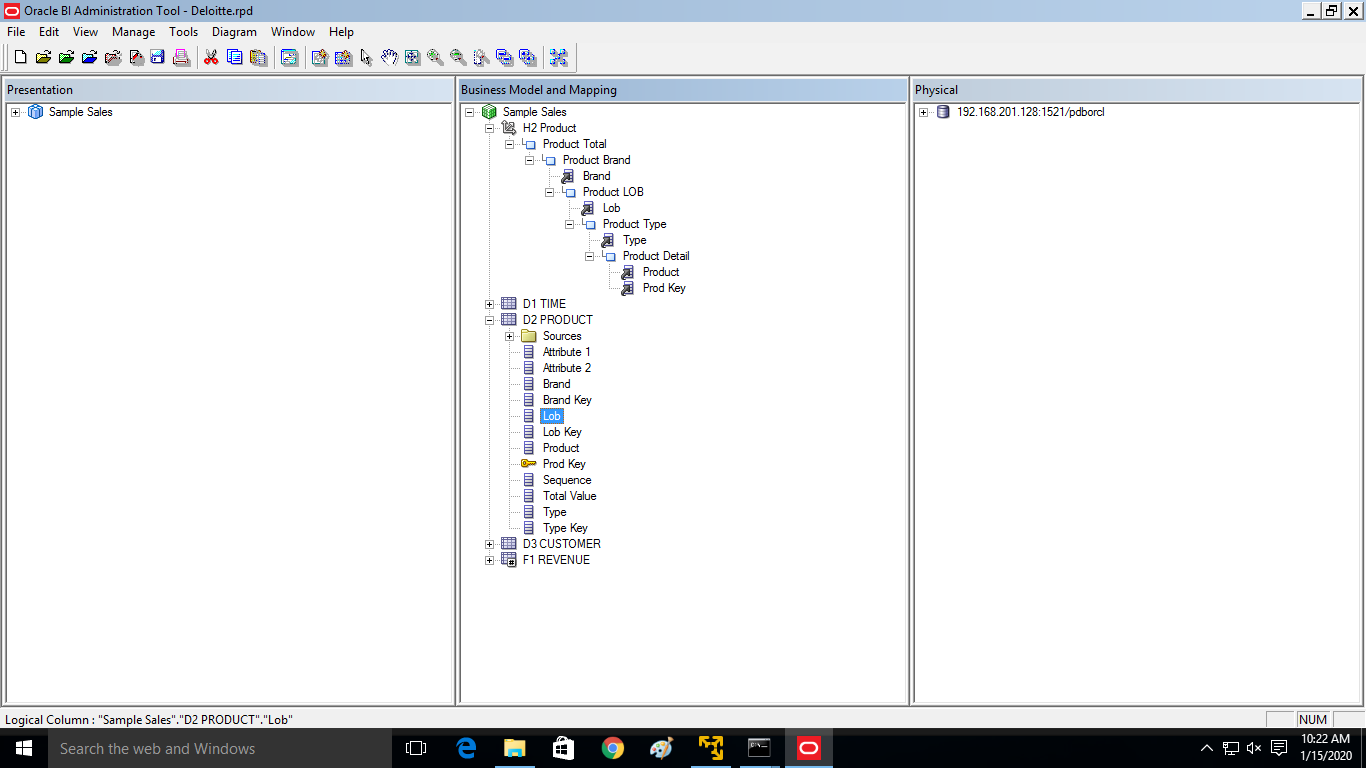 Oracle BI Administration Tool - Deloitte.rpd
File Edit View Manage Tools Diagram Window Help
Presentation
Sample Sales
Business Model and Mapping
Sample Sales
H2 Product
Product Total
Product Brand
Brand
Product LOB
Lob
Product Type
Type
Product Detail
Product
Prod Key
D1 TIME
D2 PRODUCT
Sources
Attribute 1
Attribute 2
Brand
Brand Key
Lob
Lob Key
Product
Prod Key
Sequence
Total Value
Type
Type Key
D3 CUSTOMER
F1 REVENUE
Physical
192.168.201.128:1521/pdborcl
Logical Column : "Sample Sales"."D2 PRODUCT"."Lob"
NUM
Search the web and Windows
10:22 AM
1/15/2020